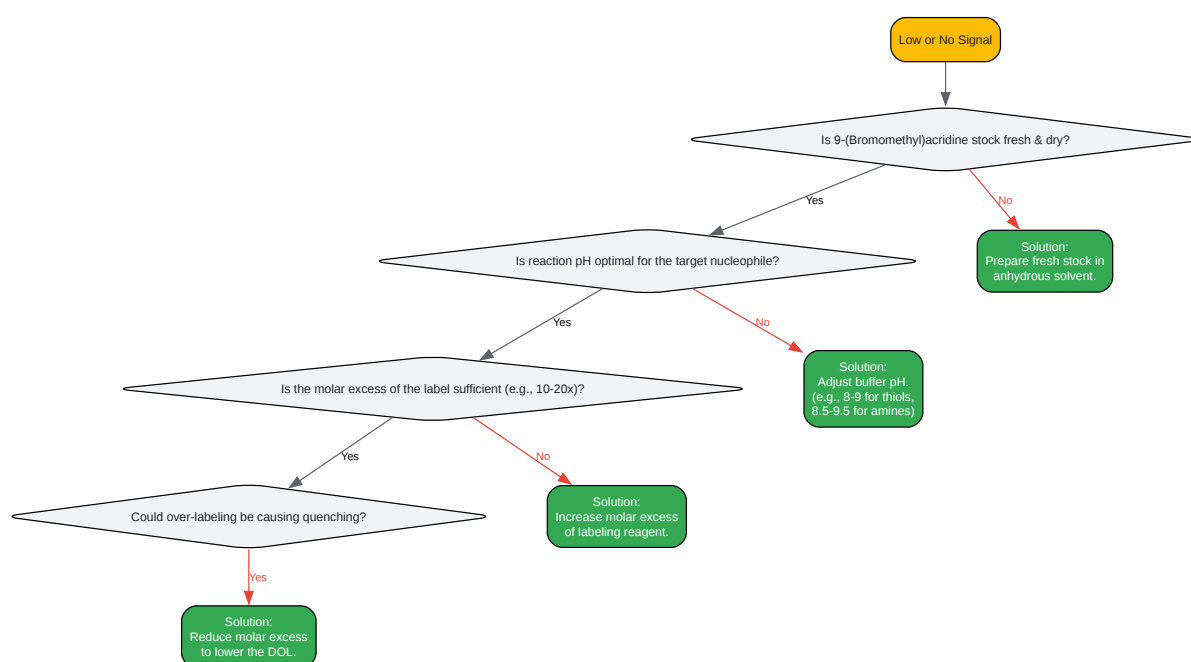 Low or No Signal
Is 9-(Bromomethyl)acridine stock fresh & dry?
Yes
No
Solution:
Prepare fresh stock in
anhydrous solvent.
Is reaction pH optimal for the target nucleophile?
Yes
No
Solution:
Adjust buffer pH.
(e.g., 8-9 for thiols,
8.5-9.5 for amines)
Is the molar excess of the label sufficient (e.g., 10-20x)?
Yes
No
Solution:
Increase molar excess
of labeling reagent.
Could over-labeling be causing quenching?
Yes
Solution:
Reduce molar excess
to lower the DOL.